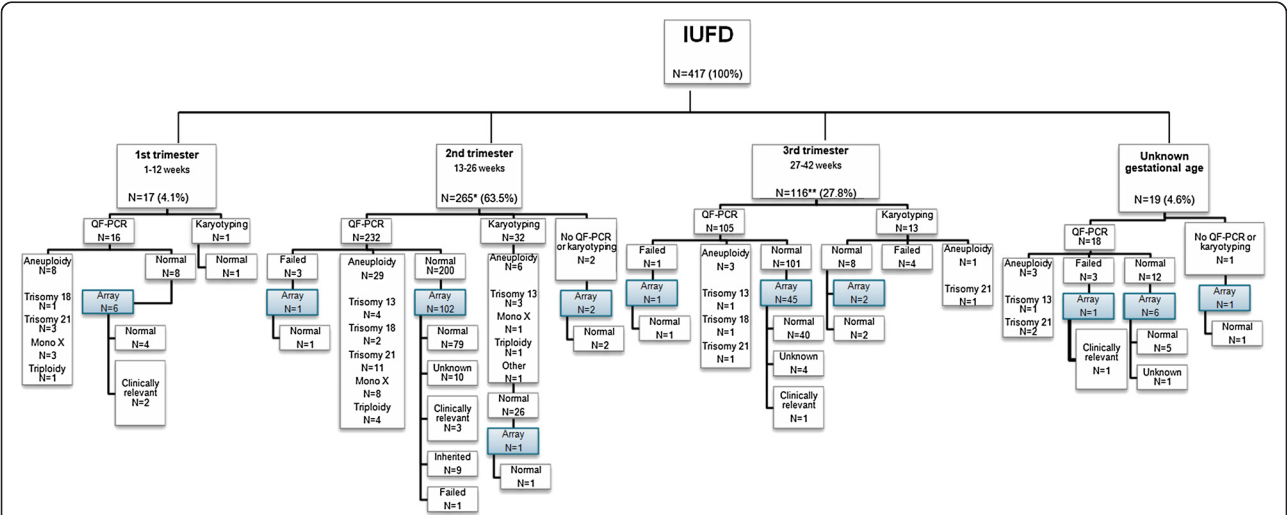 IUFD
N=417 (100%)
1st trimester
1-12 weeks
N=17 (4.1%)
QF-PCR
N=16
Karyotyping
N=1
Aneuploidy
N=8
Trisomy 18
N=1
Trisomy 21
N=3
Mono X
N=3
Triploidy
N=1
Normal
N=8
Normal
N=1
Array
N=6
Normal
N=4
Clinically
relevant
N=2
2nd trimester
13-26 weeks
N=265* (63.5%)
QF-PCR
N=232
Karyotyping
N=32
No QF-PCR
or karyotyping
N=2
Failed
N=3
Array
N=1
Normal
N=1
Aneuploidy
N=29
Trisomy 13
N=4
Trisomy 18
N=2
Trisomy 21
N=11
Mono X
N=8
Triploidy
N=4
Normal
N=200
Array
N=102
Normal
N=79
Unknown
N=10
Clinically
relevant
N=3
Inherited
N=9
Failed
N=1
Aneuploidy
N=6
Trisomy 13
N=3
Mono X
N=1
Triploidy
N=1
Other
N=1
Normal
N=26
Array
N=1
Normal
N=1
Array
N=2
Normal
N=2
3rd trimester
27-42 weeks
N=116** (27.8%)
QF-PCR
N=105
Karyotyping
N=13
Failed
N=1
Array
N=1
Normal
N=1
Aneuploidy
N=3
Trisomy 13
N=1
Trisomy 18
N=1
Trisomy 21
N=1
Normal
N=101
Array
N=45
Normal
N=40
Unknown
N=4
Clinically
relevant
N=1
Normal
N=8
Array
N=2
Normal
N=2
Failed
N=4
Aneuploidy
N=1
Trisomy 21
N=1
Unknown
gestational age
N=19 (4.6%)
QF-PCR
N=18
No QF-PCR or
karyotyping
N=1
Aneuploidy
N=3
Trisomy 13
N=1
Trisomy 21
N=2
Failed
N=3
Array
N=1
Clinically
relevant
N=1
Normal
N=12
Array
N=6
Normal
N=5
Unknown
N=1
Array
N=1
Normal
N=1